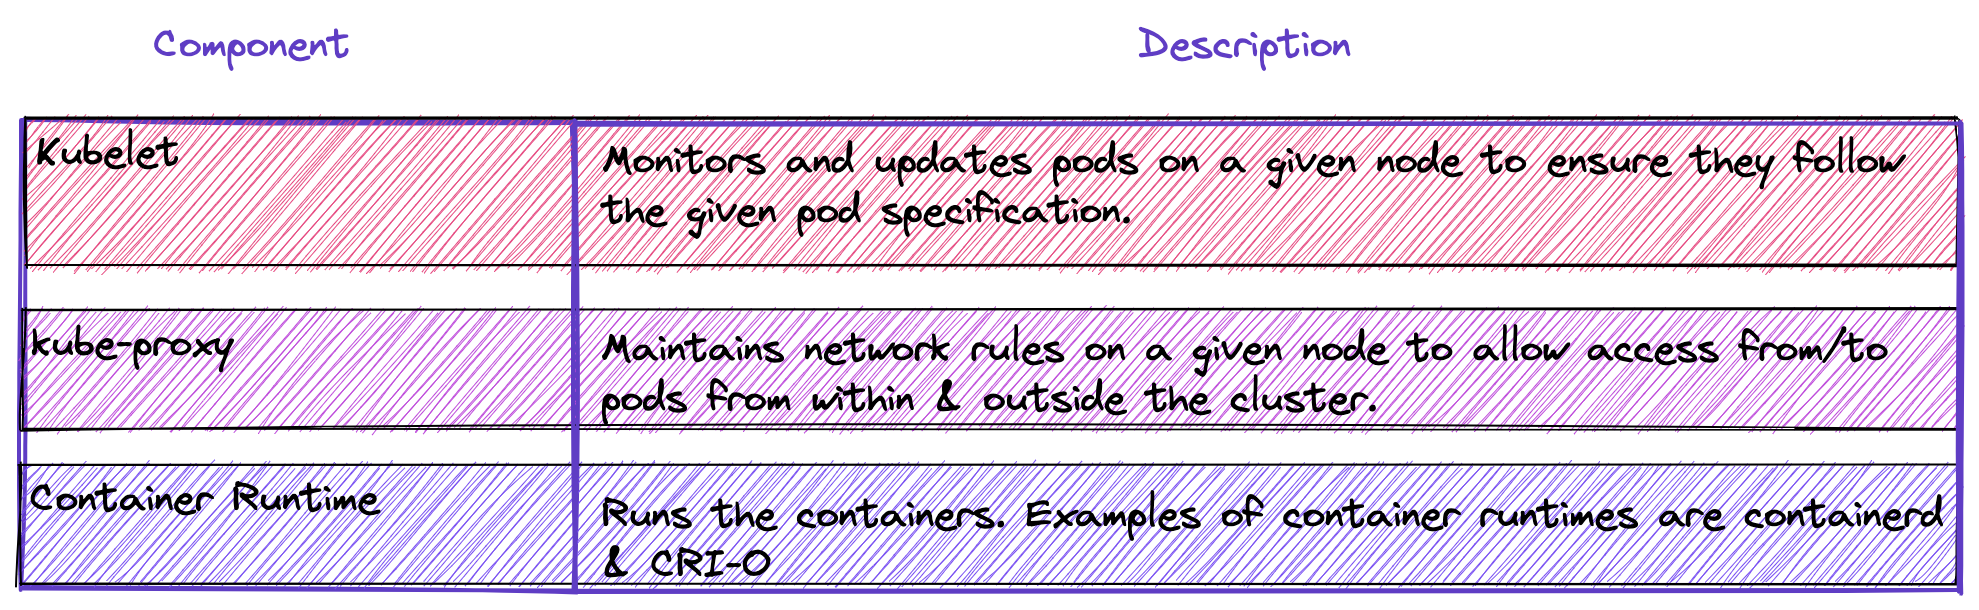 Component
Description
Kubelet
Monitors and updates pods on a given node to ensure they follow
the given pod specification.
kube-proxy
Maintains network rules on a given node to allow access from/to
pods from within & outside the cluster.
Container Runtime
Runs the containers. Examples of container runtimes are containerd
& CRI-O